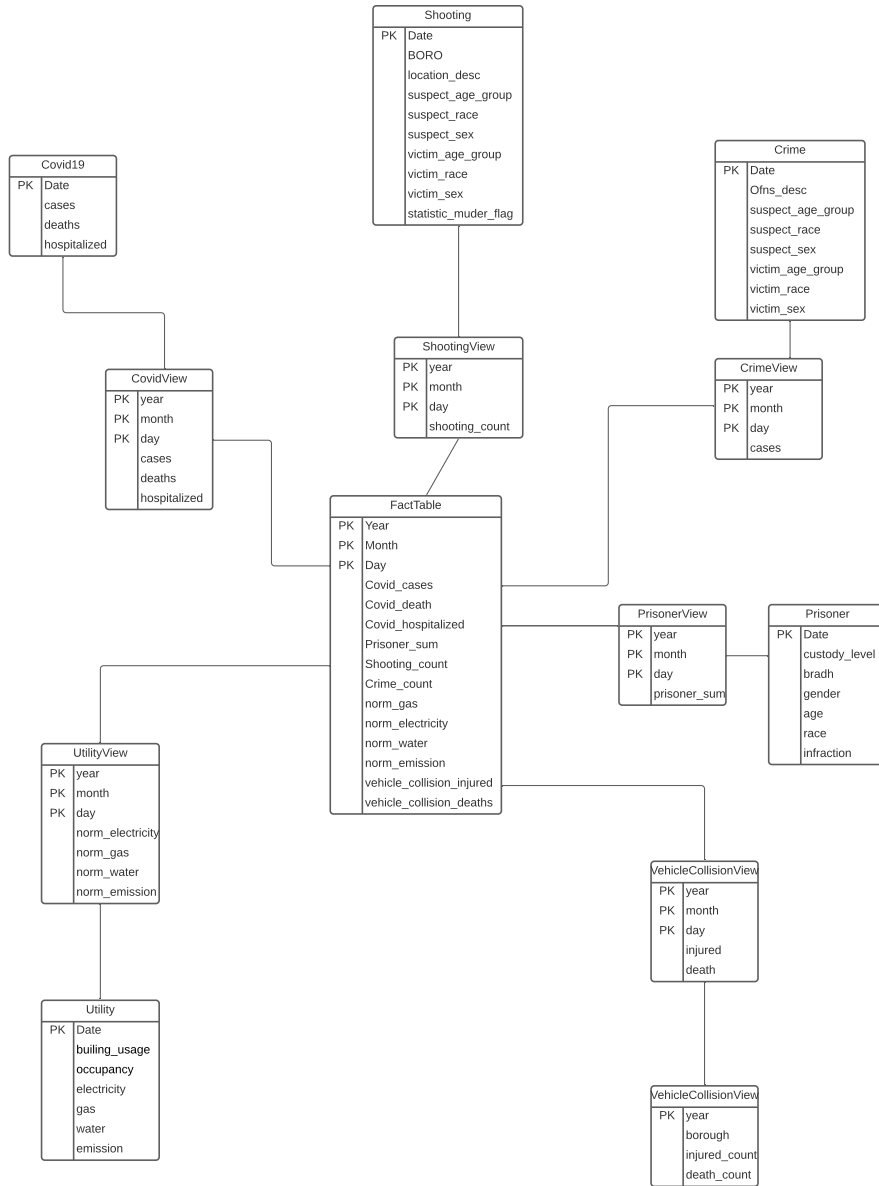 Shooting
PK Date
BORO
location_desc
suspect_age_group
suspect_race
suspect_sex
victim_age_group
victim_race
victim_sex
statistic_muder_flag
Covid19
PK Date
cases
deaths
hospitalized
Crime
PK Date
Ofns_desc
suspect_age_group
suspect_race
suspect_sex
victim_age_group
victim_race
victim_sex
ShootingView
PK year
PK month
PK day
shooting_count
CovidView
PK year
PK month
PK day
cases
deaths
hospitalized
CrimeView
PK year
PK month
PK day
cases
FactTable
PK Year
PK Month
PK Day
Covid_cases
Covid_death
Covid_hospitalized
Prisoner_sum
Shooting_count
Crime_count
norm_gas
norm_electricity
norm_water
norm_emission
vehicle_collision_injured
vehicle_collision_deaths
PrisonerView
PK year
PK month
PK day
prisoner_sum
Prisoner
PK Date
custody_level
bradh
gender
age
race
infraction
UtilityView
PK year
PK month
PK day
norm_electricity
norm_gas
norm_water
norm_emission
VehicleCollisionView
PK year
PK month
PK day
injured
death
Utility
PK Date
builing_usage
occupancy
electricity
gas
water
emission
VehicleCollisionView
PK year
borough
injured_count
death_count